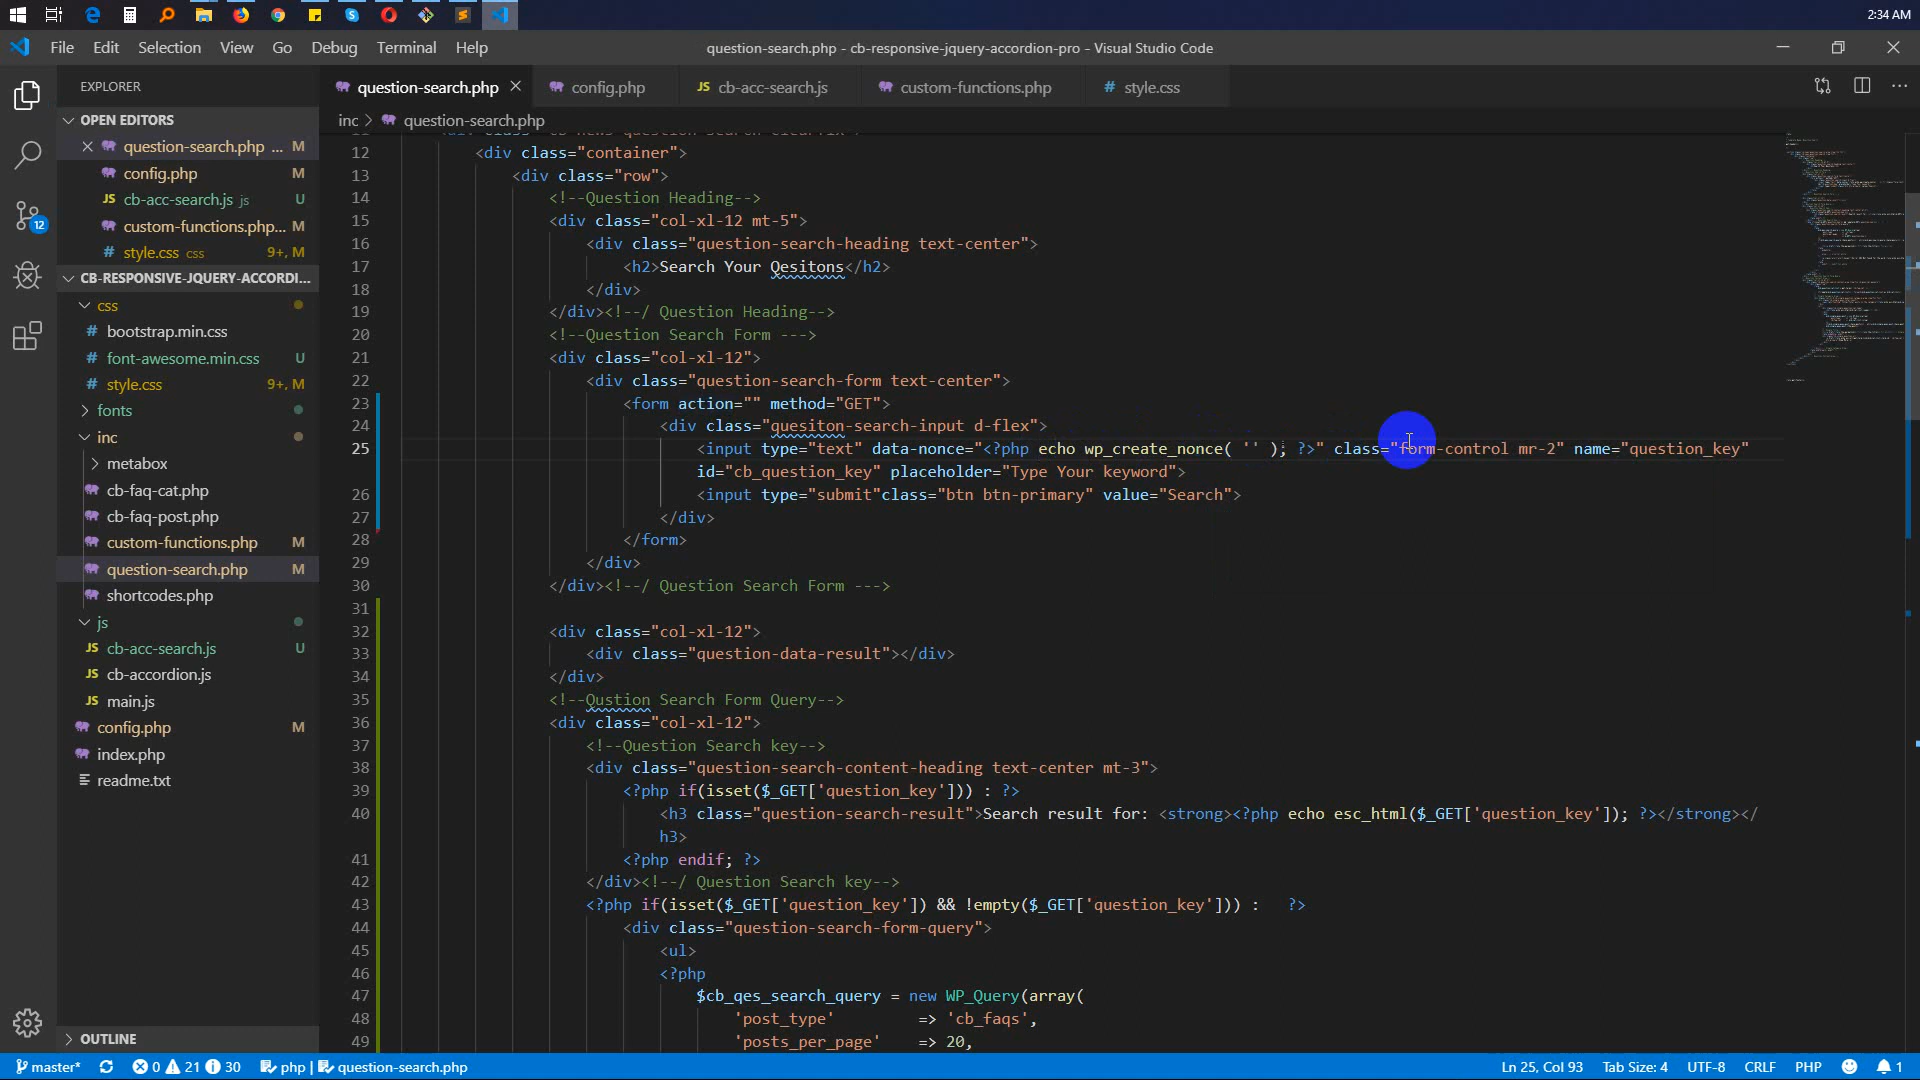 2:34 AM
File Edit Selection View Go Debug Terminal Help
question-search.php - cb-responsive-jquery-accordion-pro - Visual Studio Code
EXPLORER
OPEN EDITORS
question-search.php ... M
config.php M
JS cb-acc-search.js js U
custom-functions.php... M
# style.css css 9+, M
CB-RESPONSIVE-JQUERY-ACCORDI...
css
# bootstrap.min.css
# font-awesome.min.css U
# style.css 9+, M
fonts
inc
metabox
cb-faq-cat.php
cb-faq-post.php
custom-functions.php M
question-search.php M
shortcodes.php
js
JS cb-acc-search.js U
JS cb-accordion.js
JS main.js
config.php M
index.php
readme.txt
OUTLINE
12
question-search.php
config.php
JS cb-acc-search.js
custom-functions.php
# style.css
inc > question-search.php
12 <div class="container">
13 <div class="row">
14 <!--Question Heading-->
15 <div class="col-xl-12 mt-5">
16 <div class="question-search-heading text-center">
17 <h2>Search Your Qesitons</h2>
18 </div>
19 </div><!--/ Question Heading-->
20 <!--Question Search Form --->
21 <div class="col-xl-12">
22 <div class="question-search-form text-center">
23 <form action="" method="GET">
24 <div class="quesiton-search-input d-flex">
25 <input type="text" data-nonce="<?php echo wp_create_nonce( '' ); ?>" class="form-control mr-2" name="question_key"
id="cb_question_key" placeholder="Type Your keyword">
26 <input type="submit"class="btn btn-primary" value="Search">
27 </div>
28 </form>
29 </div>
30 </div><!--/ Question Search Form --->
31
32 <div class="col-xl-12">
33 <div class="question-data-result"></div>
34 </div>
35 <!--Qustion Search Form Query-->
36 <div class="col-xl-12">
37 <!--Question Search key-->
38 <div class="question-search-content-heading text-center mt-3">
39 <?php if(isset($_GET['question_key'])) : ?>
40 <h3 class="question-search-result">Search result for: <strong><?php echo esc_html($_GET['question_key']); ?></strong></
h3>
41 <?php endif; ?>
42 </div><!--/ Question Search key-->
43 <?php if(isset($_GET['question_key']) && !empty($_GET['question_key'])) : ?>
44 <div class="question-search-form-query">
45 <ul>
46 <?php
47 $cb_qes_search_query = new WP_Query(array(
48 'post_type' => 'cb_faqs',
49 'posts_per_page' => 20,
master* 0 21 30 php | question-search.php
Ln 25, Col 93 Tab Size: 4 UTF-8 CRLF PHP 1